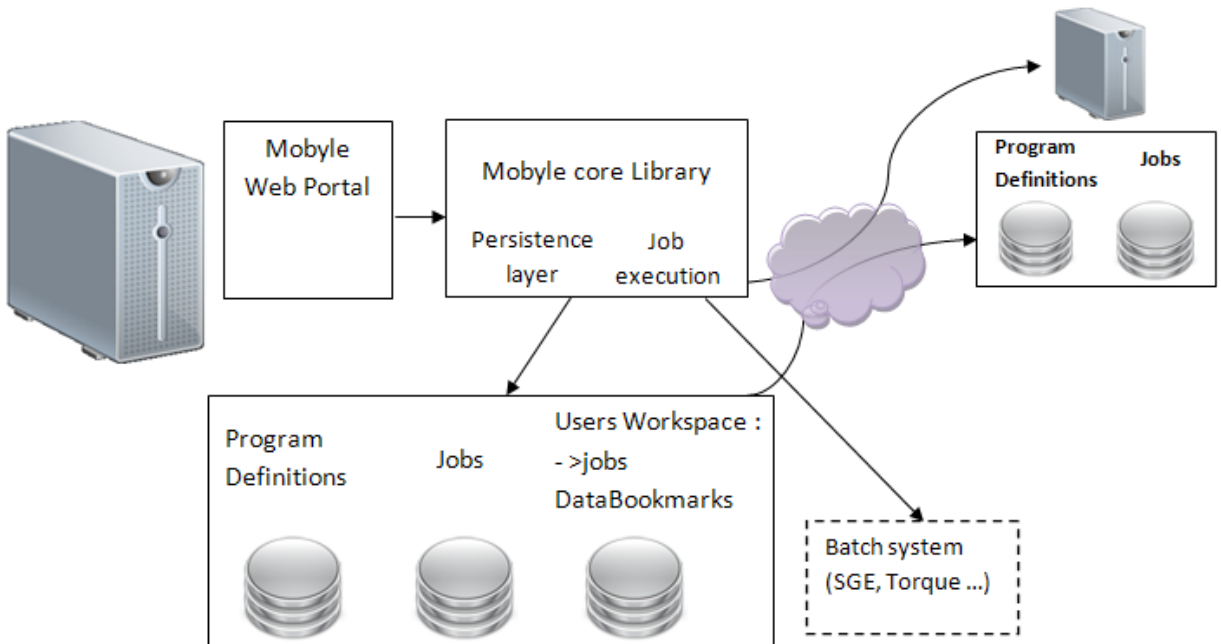 Mobyle
Web Portal
Mobyle core Library
Persistence
layer
Job
execution
Program
Definitions
Jobs
Program
Definitions
Jobs
Users Workspace :
- >jobs
DataBookmarks
Batch system
(SGE, Torque ...)